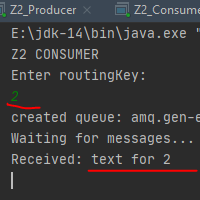 Z2_Producer
Z2_Consume
E:\jdk-14\bin\java.exe "
Z2 CONSUMER
Enter routingKey:
2
created queue: amq.gen-
Waiting for messages...
Received: text for 2